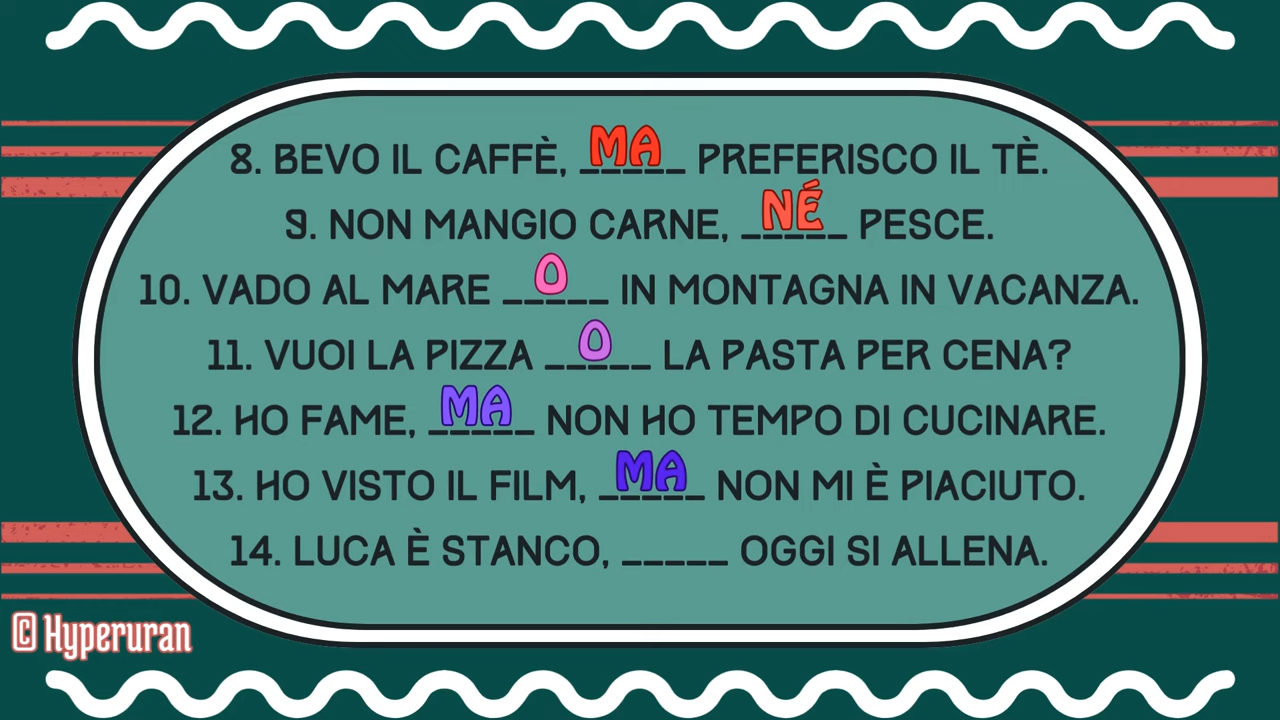 8. BEVO IL CAFFÈ, MA PREFERISCO IL TÈ.
9. NON MANGIO CARNE, NÉ PESCE.
10. VADO AL MARE O IN MONTAGNA IN VACANZA.
11. VUOI LA PIZZA O LA PASTA PER CENA?
12. HO FAME, MA NON HO TEMPO DI CUCINARE.
13. HO VISTO IL FILM, MA NON MI È PIACIUTO.
14. LUCA È STANCO, _____ OGGI SI ALLENA.
© Hyperuran